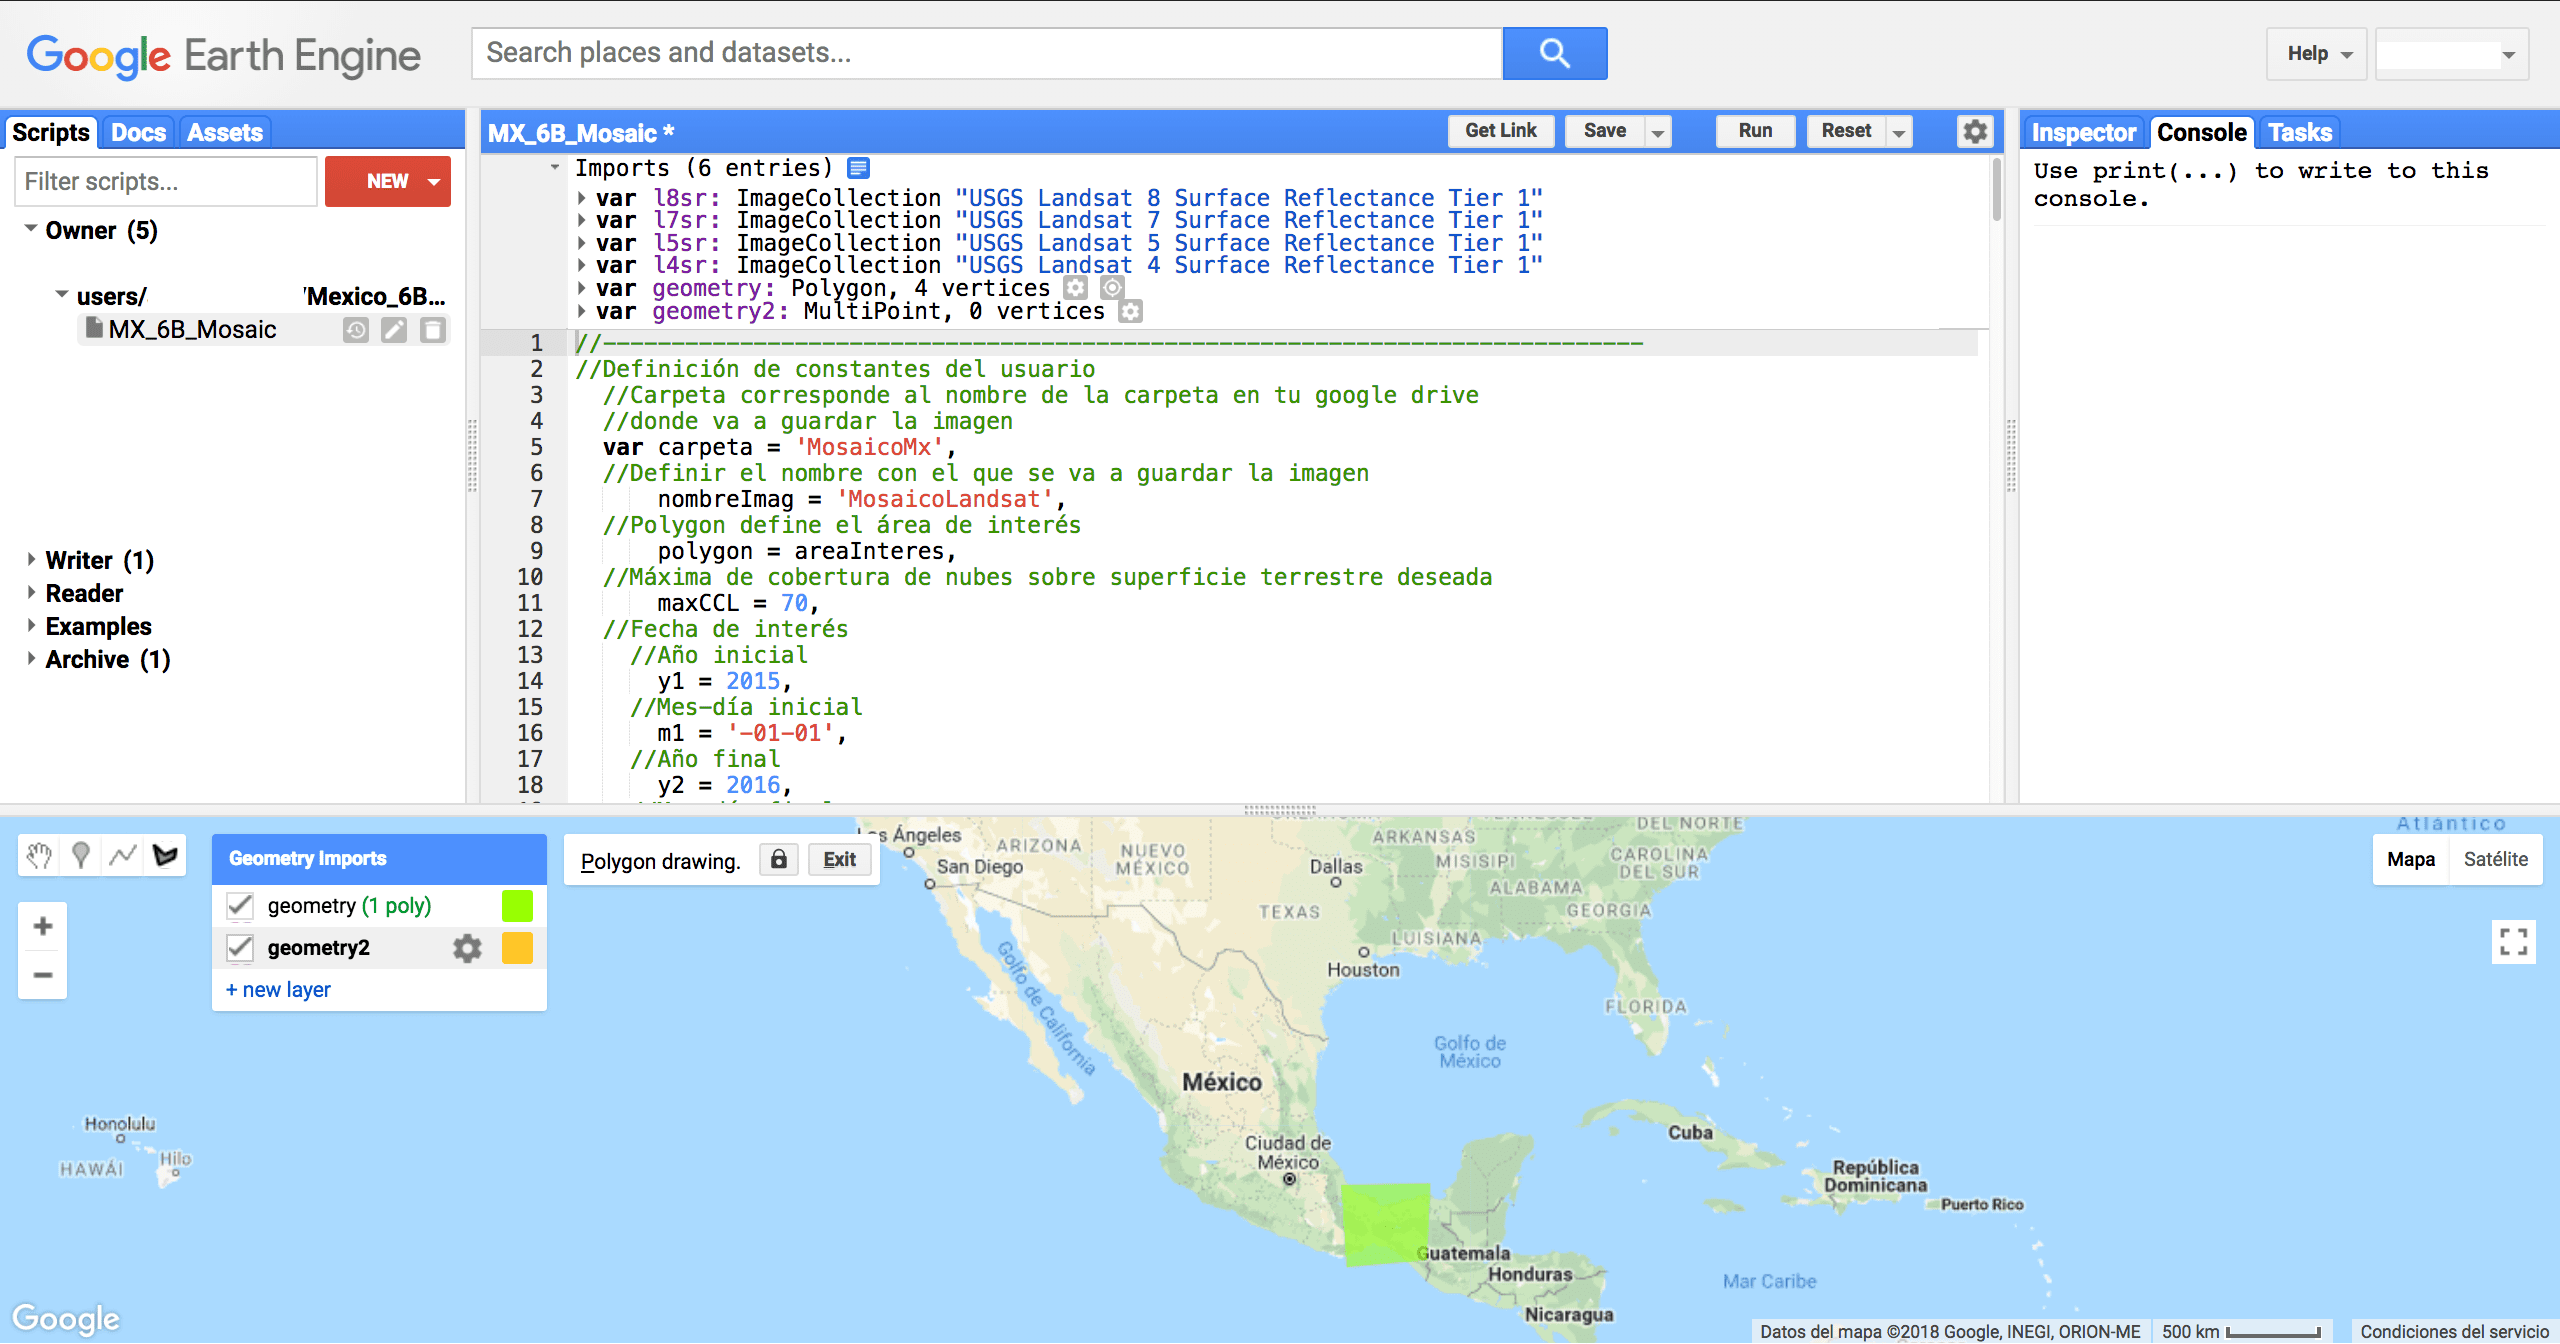 Google Earth Engine
Search places and datasets...
Help
Scripts Docs Assets
Filter scripts...
NEW
Owner (5)
users/ 'Mexico_6B...
MX_6B_Mosaic
Writer (1)
Reader
Examples
Archive (1)
MX_6B_Mosaic *
Get Link Save Run Reset
Imports (6 entries)
var l8sr: ImageCollection "USGS Landsat 8 Surface Reflectance Tier 1"
var l7sr: ImageCollection "USGS Landsat 7 Surface Reflectance Tier 1"
var l5sr: ImageCollection "USGS Landsat 5 Surface Reflectance Tier 1"
var l4sr: ImageCollection "USGS Landsat 4 Surface Reflectance Tier 1"
var geometry: Polygon, 4 vertices
var geometry2: MultiPoint, 0 vertices
1 //----------------------------------------------------------------------------
2 //Definición de constantes del usuario
3 //Carpeta corresponde al nombre de la carpeta en tu google drive
4 //donde va a guardar la imagen
5 var carpeta = 'MosaicoMx',
6 //Definir el nombre con el que se va a guardar la imagen
7 nombreImag = 'MosaicoLandsat',
8 //Polygon define el área de interés
9 polygon = areaInteres,
10 //Máxima de cobertura de nubes sobre superficie terrestre deseada
11 maxCCL = 70,
12 //Fecha de interés
13 //Año inicial
14 y1 = 2015,
15 //Mes-día inicial
16 m1 = '-01-01',
17 //Año final
18 y2 = 2016,
Inspector Console Tasks
Use print(...) to write to this
console.
Geometry Imports
geometry (1 poly)
geometry2
+ new layer
Polygon drawing. Exit
Mapa Satélite
Los Ángeles
San Diego
ARIZONA
NUEVO
MÉXICO
Dallas
TEXAS
ARKANSAS
MISISIPI
ALABAMA
GEORGIA
DEL NORTE
CAROLINA
DEL SUR
LUISIANA
Houston
FLORIDA
Atlántico
Golfo de California
Golfo de
México
México
Ciudad de
México
Honolulu
HAWÁI
Hilo
Cuba
República
Dominicana
Puerto Rico
Guatemala
Honduras
Nicaragua
Mar Caribe
Google
Datos del mapa ©2018 Google, INEGI, ORION-ME 500 km Condiciones del servicio